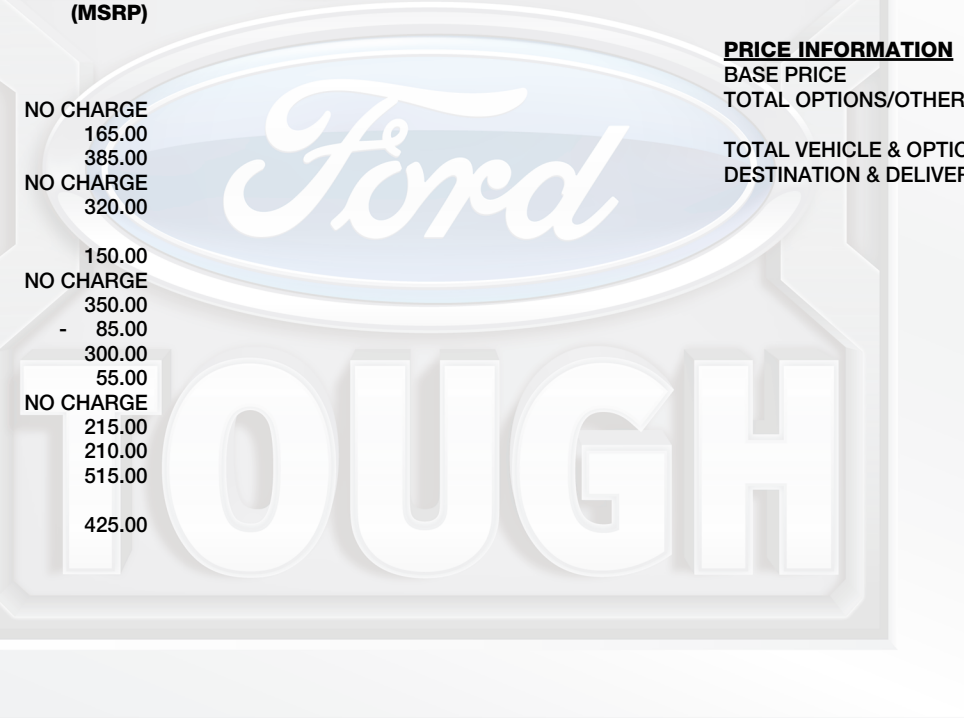 (MSRP)
NO CHARGE
165.00
385.00
NO CHARGE
320.00
150.00
NO CHARGE
350.00
- 85.00
300.00
55.00
NO CHARGE
215.00
210.00
515.00
425.00
PRICE INFORMATION
BASE PRICE
TOTAL OPTIONS/OTHER
TOTAL VEHICLE & OPTIO
DESTINATION & DELIVER
Ford
TOUGH